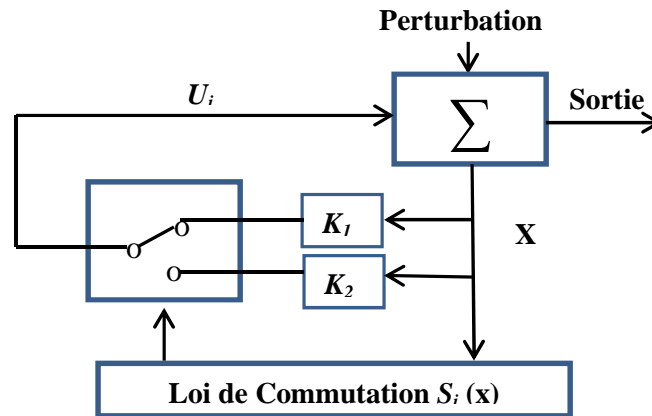 Perturbation
Uᵢ
Sortie
∑
K₁
X
K₂
Loi de Commutation Sᵢ (x)